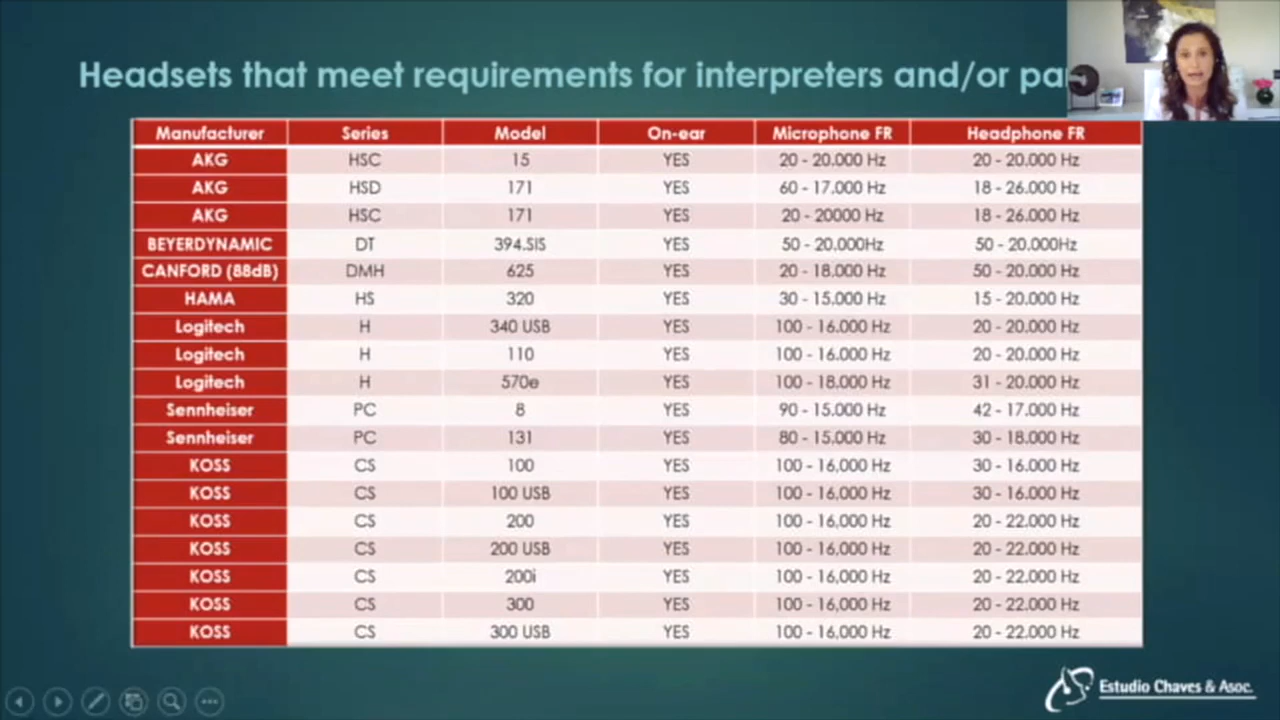 Headsets that meet requirements for interpreters and/or
Manufacturer Series Model On-ear Microphone FR Headphone FR
AKG HSC 15 YES 20 - 20.000 Hz 20 - 20.000 Hz
AKG HSD 171 YES 60 - 17.000 Hz 18 - 26.000 Hz
AKG HSC 171 YES 20 - 20000 Hz 18 - 26.000 Hz
BEYERDYNAMIC DT 394.SIS YES 50 - 20.000Hz 50 - 20.000Hz
CANFORD (88dB) DMH 625 YES 20 - 18.000 Hz 50 - 20.000 Hz
HAMA HS 320 YES 30 - 15.000 Hz 15 - 20.000 Hz
Logitech H 340 USB YES 100 - 16.000 Hz 20 - 20.000 Hz
Logitech H 110 YES 100 - 16.000 Hz 20 - 20.000 Hz
Logitech H 570e YES 100 - 18.000 Hz 31 - 20.000 Hz
Sennheiser PC 8 YES 90 - 15.000 Hz 42 - 17.000 Hz
Sennheiser PC 131 YES 80 - 15.000 Hz 30 - 18.000 Hz
KOSS CS 100 YES 100 - 16,000 Hz 30 - 16.000 Hz
KOSS CS 100 USB YES 100 - 16,000 Hz 30 - 16.000 Hz
KOSS CS 200 YES 100 - 16,000 Hz 20 - 22.000 Hz
KOSS CS 200 USB YES 100 - 16,000 Hz 20 - 22.000 Hz
KOSS CS 200i YES 100 - 16,000 Hz 20 - 22.000 Hz
KOSS CS 300 YES 100 - 16,000 Hz 20 - 22.000 Hz
KOSS CS 300 USB YES 100 - 16,000 Hz 20 - 22.000 Hz
Estudio Chaves & Asoc.